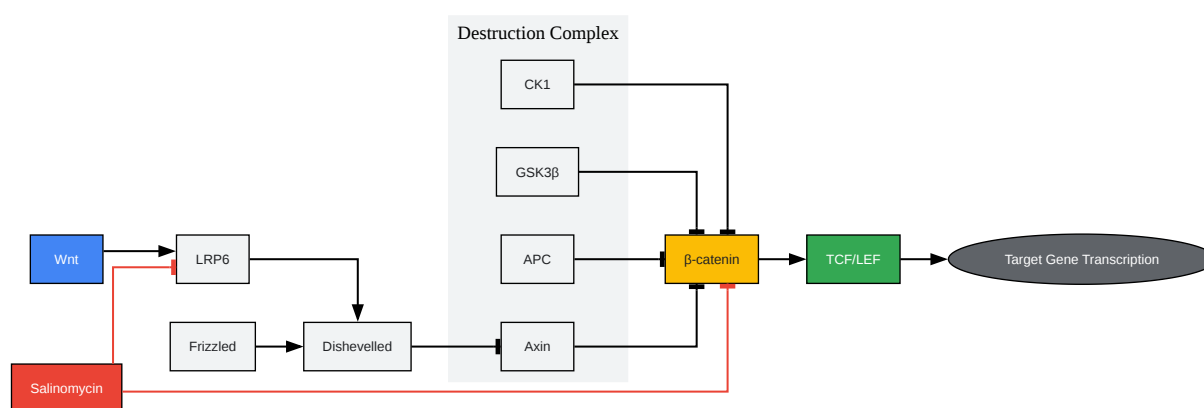 Destruction Complex
CK1
GSK3β
Wnt
LRP6
APC
β-catenin
TCF/LEF
Target Gene Transcription
Frizzled
Dishevelled
Axin
Salinomycin